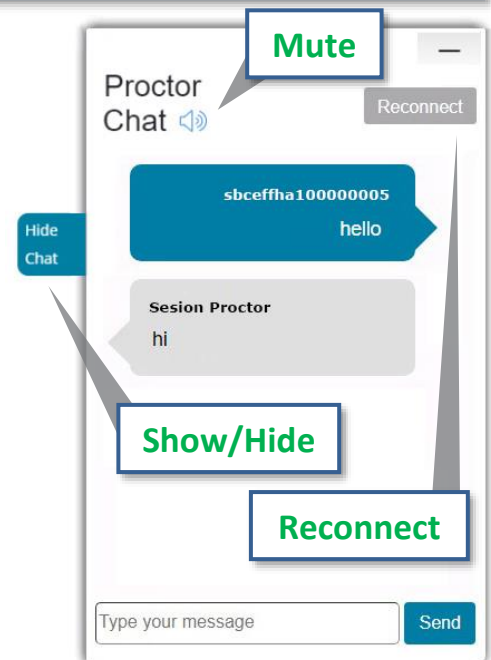 Mute
Proctor
Chat
Reconnect
sbceffha100000005
hello
Hide
Chat
Sesion Proctor
hi
Show/Hide
Reconnect
Type your message
Send